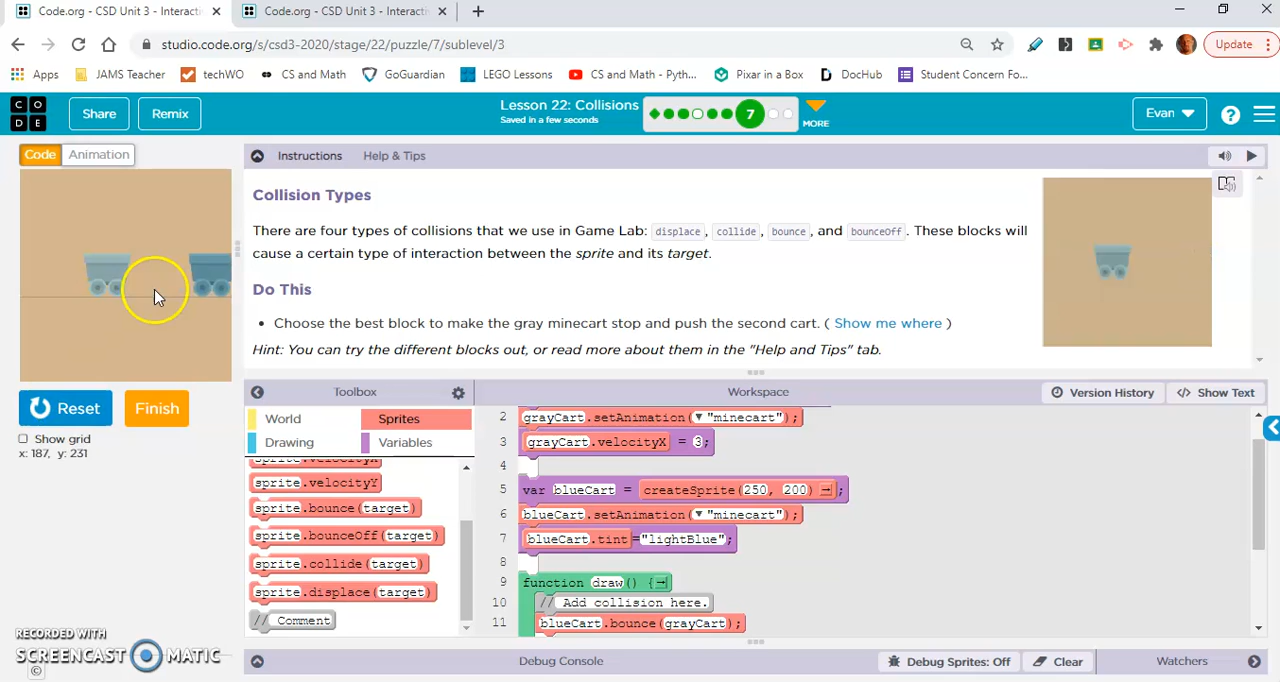 Code.org - CSD Unit 3 - Interacti
Code.org - CSD Unit 3 - Interacti
studio.code.org/s/csd3-2020/stage/22/puzzle/7/sublevel/3
Update
Apps
JAMS Teacher
techWO
CS and Math
GoGuardian
LEGO Lessons
CS and Math - Pyth...
Pixar in a Box
DocHub
Student Concern Fo...
C O
D E
Share
Remix
Lesson 22: Collisions
Saved in a few seconds
7
MORE
Evan
?
Code
Animation
Instructions
Help & Tips
Collision Types
There are four types of collisions that we use in Game Lab: displace, collide, bounce, and bounceOff. These blocks will
cause a certain type of interaction between the sprite and its target.
Do This
• Choose the best block to make the gray minecart stop and push the second cart. ( Show me where )
Hint: You can try the different blocks out, or read more about them in the "Help and Tips" tab.
Reset
Finish
Show grid
x: 187, y: 231
Toolbox
World
Sprites
Drawing
Variables
sprite.velocityX
sprite.velocityY
sprite.bounce(target)
sprite.bounceOff(target)
sprite.collide(target)
sprite.displace(target)
// Comment
Workspace
Version History
</> Show Text
2 grayCart.setAnimation(▼"minecart");
3 grayCart.velocityX = 3;
4
5 var blueCart = createSprite(250, 200);
6 blueCart.setAnimation(▼"minecart");
7 blueCart.tint="lightBlue";
8
9 function draw() {
10 // Add collision here.
11 blueCart.bounce(grayCart);
Debug Console
Debug Sprites: Off
Clear
Watchers
RECORDED WITH
SCREENCAST MATIC
©